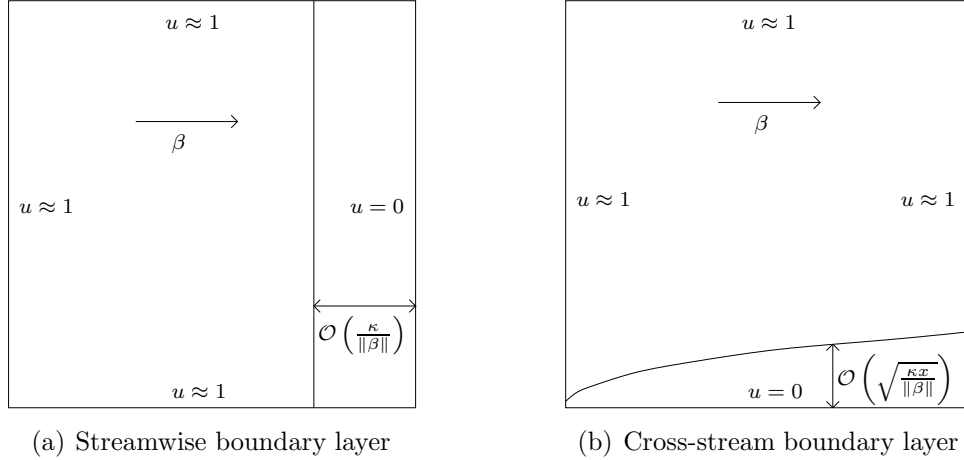 u ≈ 1
β
u ≈ 1
u = 0
𝒪(κ/‖β‖)
u ≈ 1
(a) Streamwise boundary layer
u ≈ 1
β
u ≈ 1
u ≈ 1
u = 0
𝒪(√(κx/‖β‖))
(b) Cross-stream boundary layer